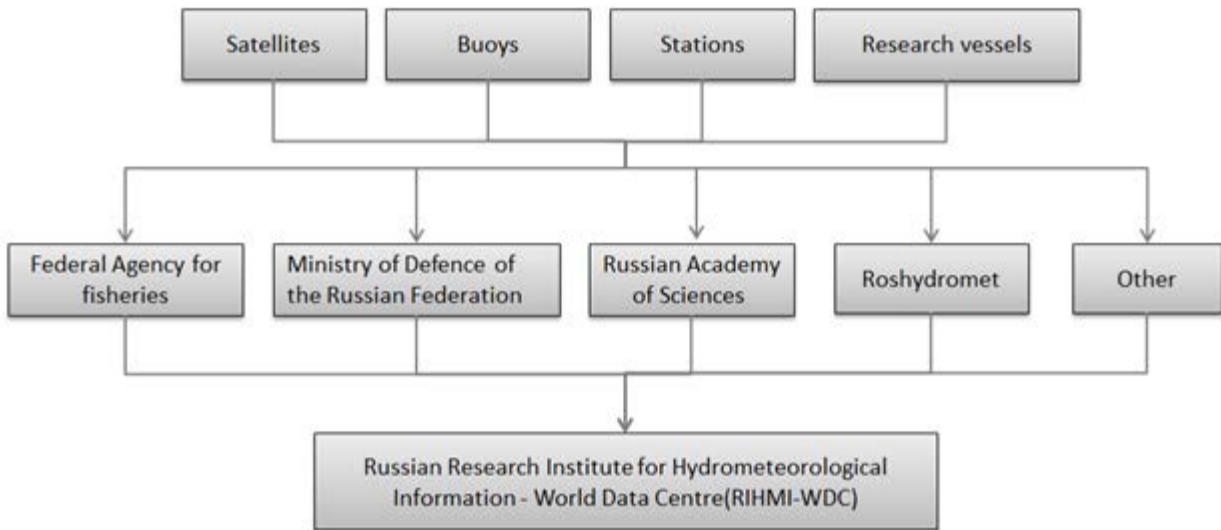 Satellites
Buoys
Stations
Research vessels
Federal Agency for
fisheries
Ministry of Defence of
the Russian Federation
Russian Academy
of Sciences
Roshydromet
Other
Russian Research Institute for Hydrometeorological
Information - World Data Centre(RIHMI-WDC)